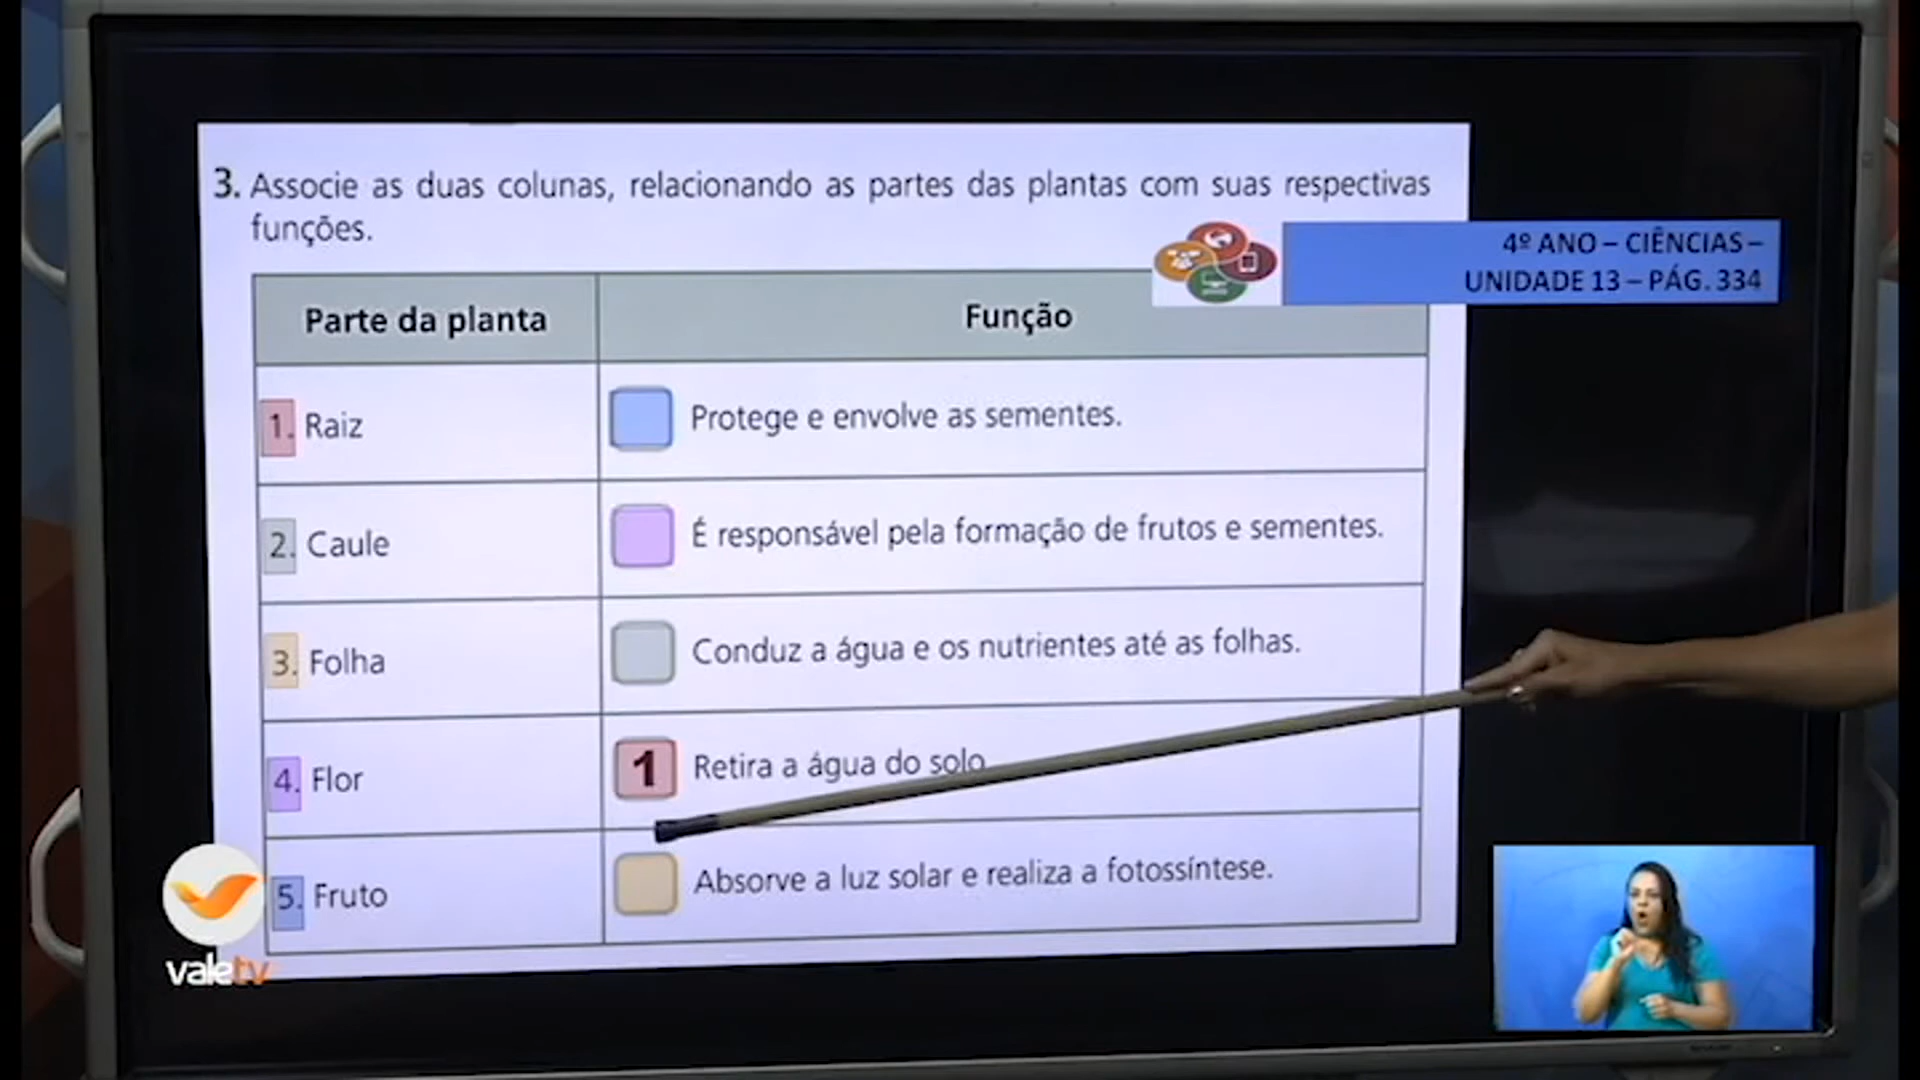 3. Associe as duas colunas, relacionando as partes das plantas com suas respectivas
funções.
4º ANO – CIÊNCIAS –
UNIDADE 13 – PÁG. 334
Parte da planta
Função
1. Raiz
Protege e envolve as sementes.
2. Caule
É responsável pela formação de frutos e sementes.
3. Folha
Conduz a água e os nutrientes até as folhas.
4. Flor
1 Retira a água do solo
5. Fruto
Absorve a luz solar e realiza a fotossíntese.
valetv